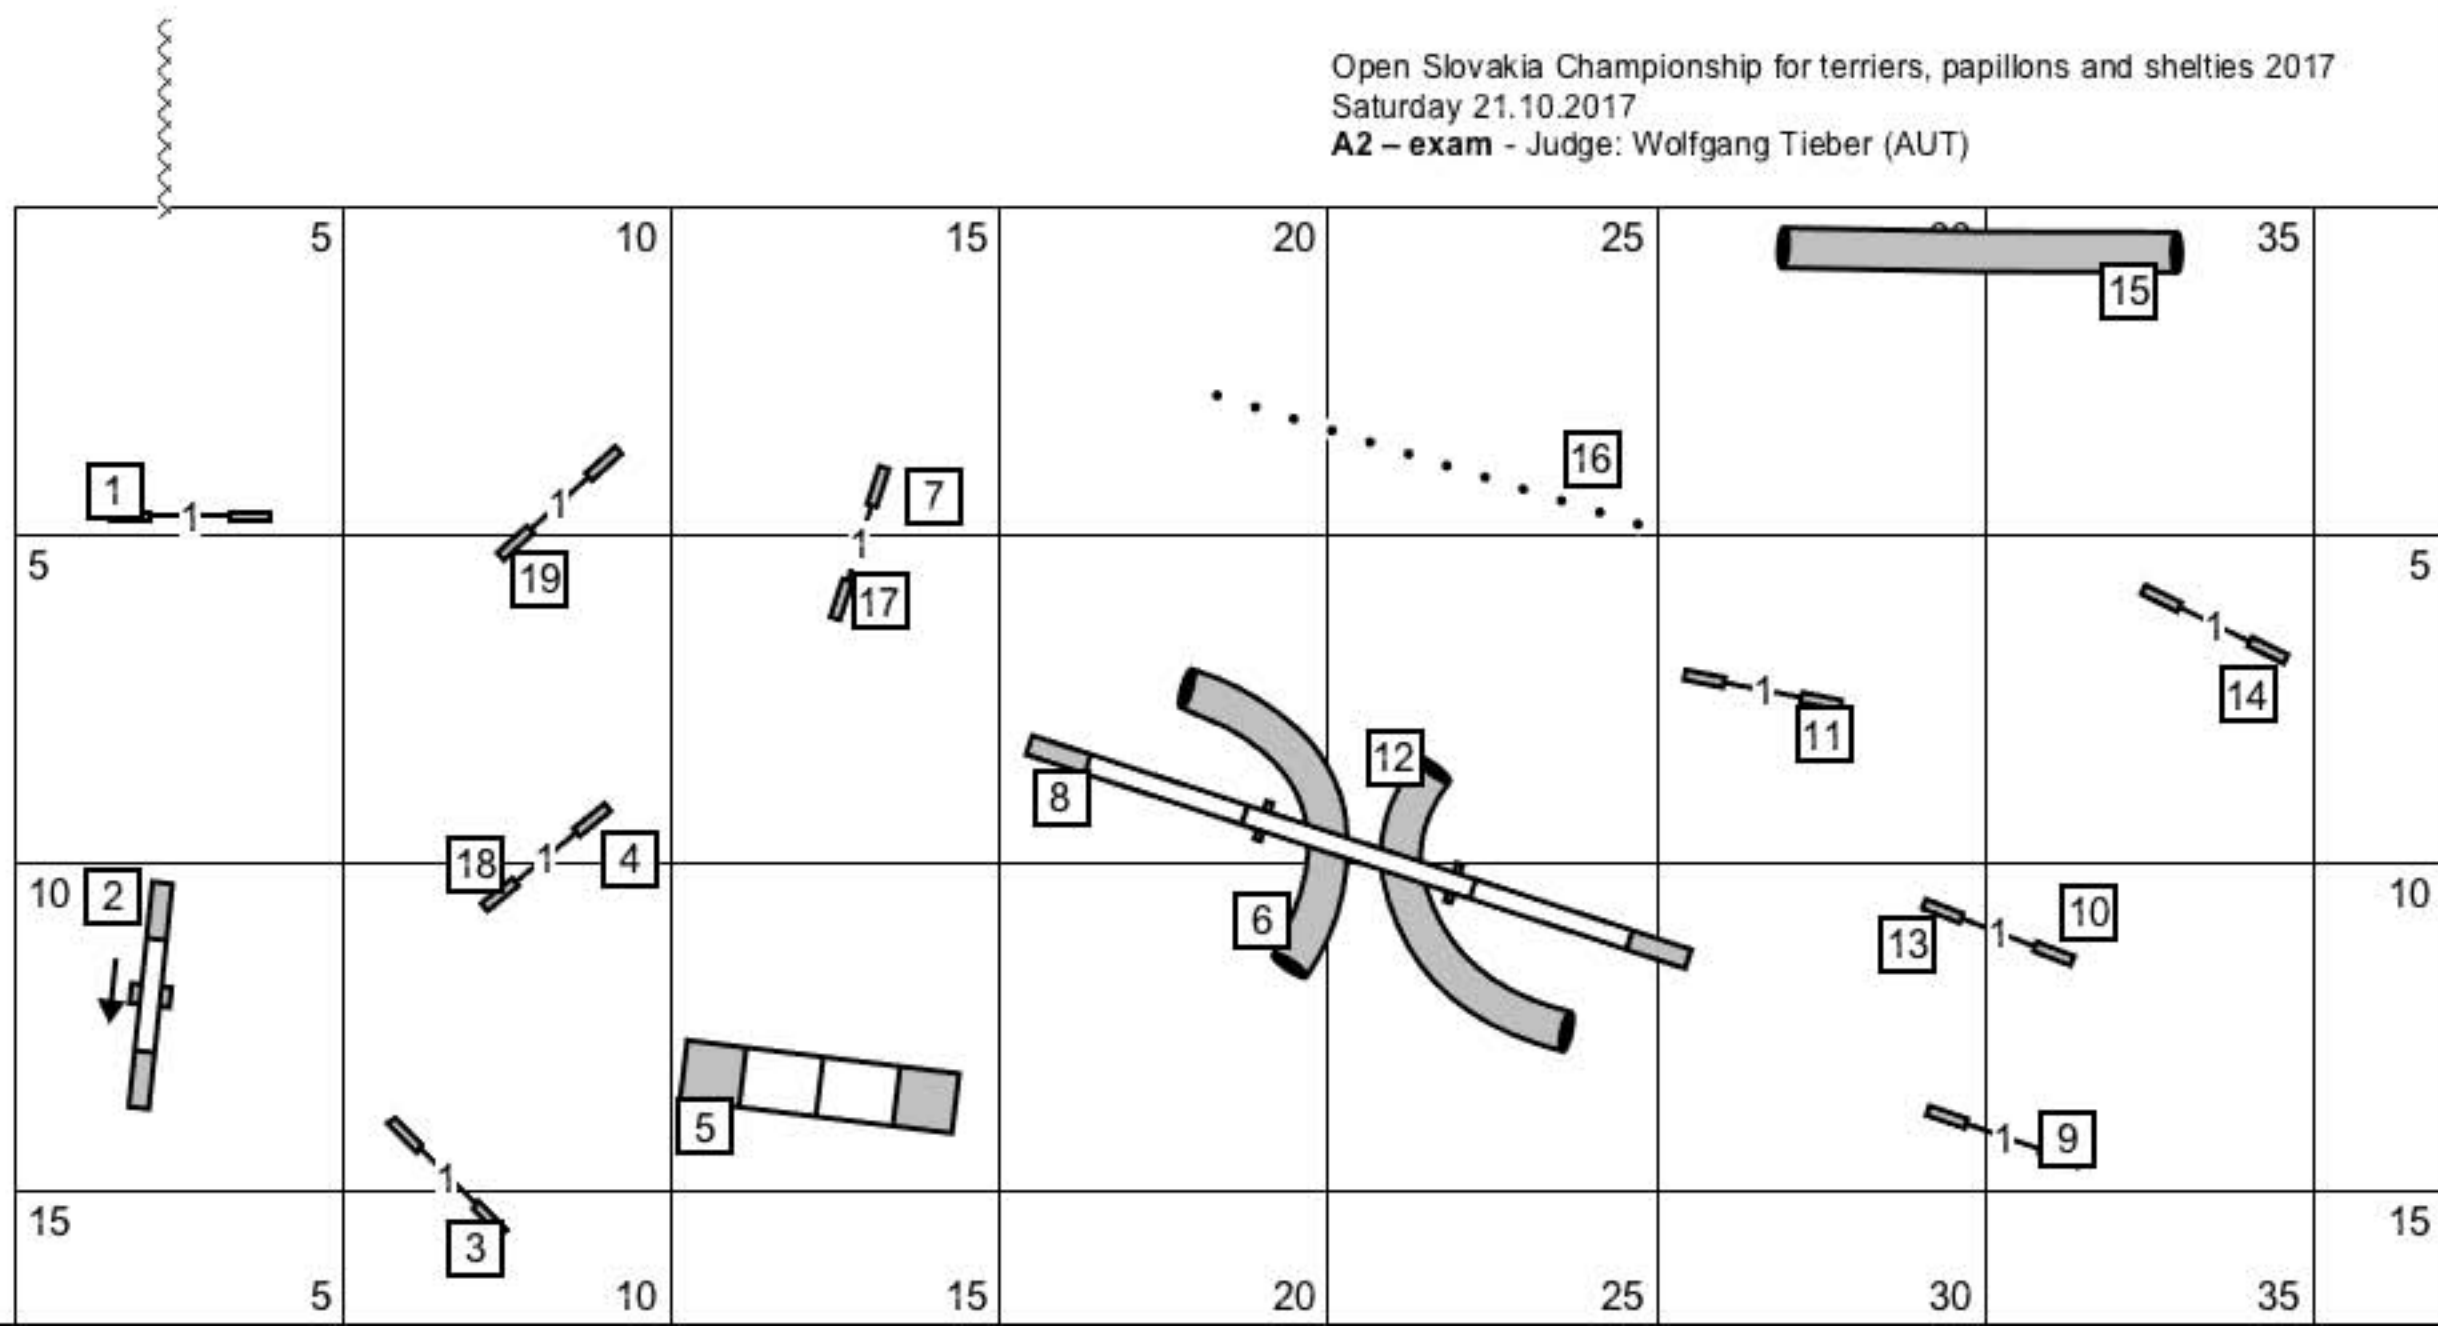 Open Slovakia Championship for terriers, papillons and shelties 2017
Saturday 21.10.2017
A2 – exam - Judge: Wolfgang Tieber (AUT)
5 10 15 20 25 35
15
16
1 1
1
7
1
19
17
5 5
1
14
1
11
12
8
18 1 4
10 2 6 13 1 10 10
5
1 9
1
15 3 15
5 10 15 20 25 30 35